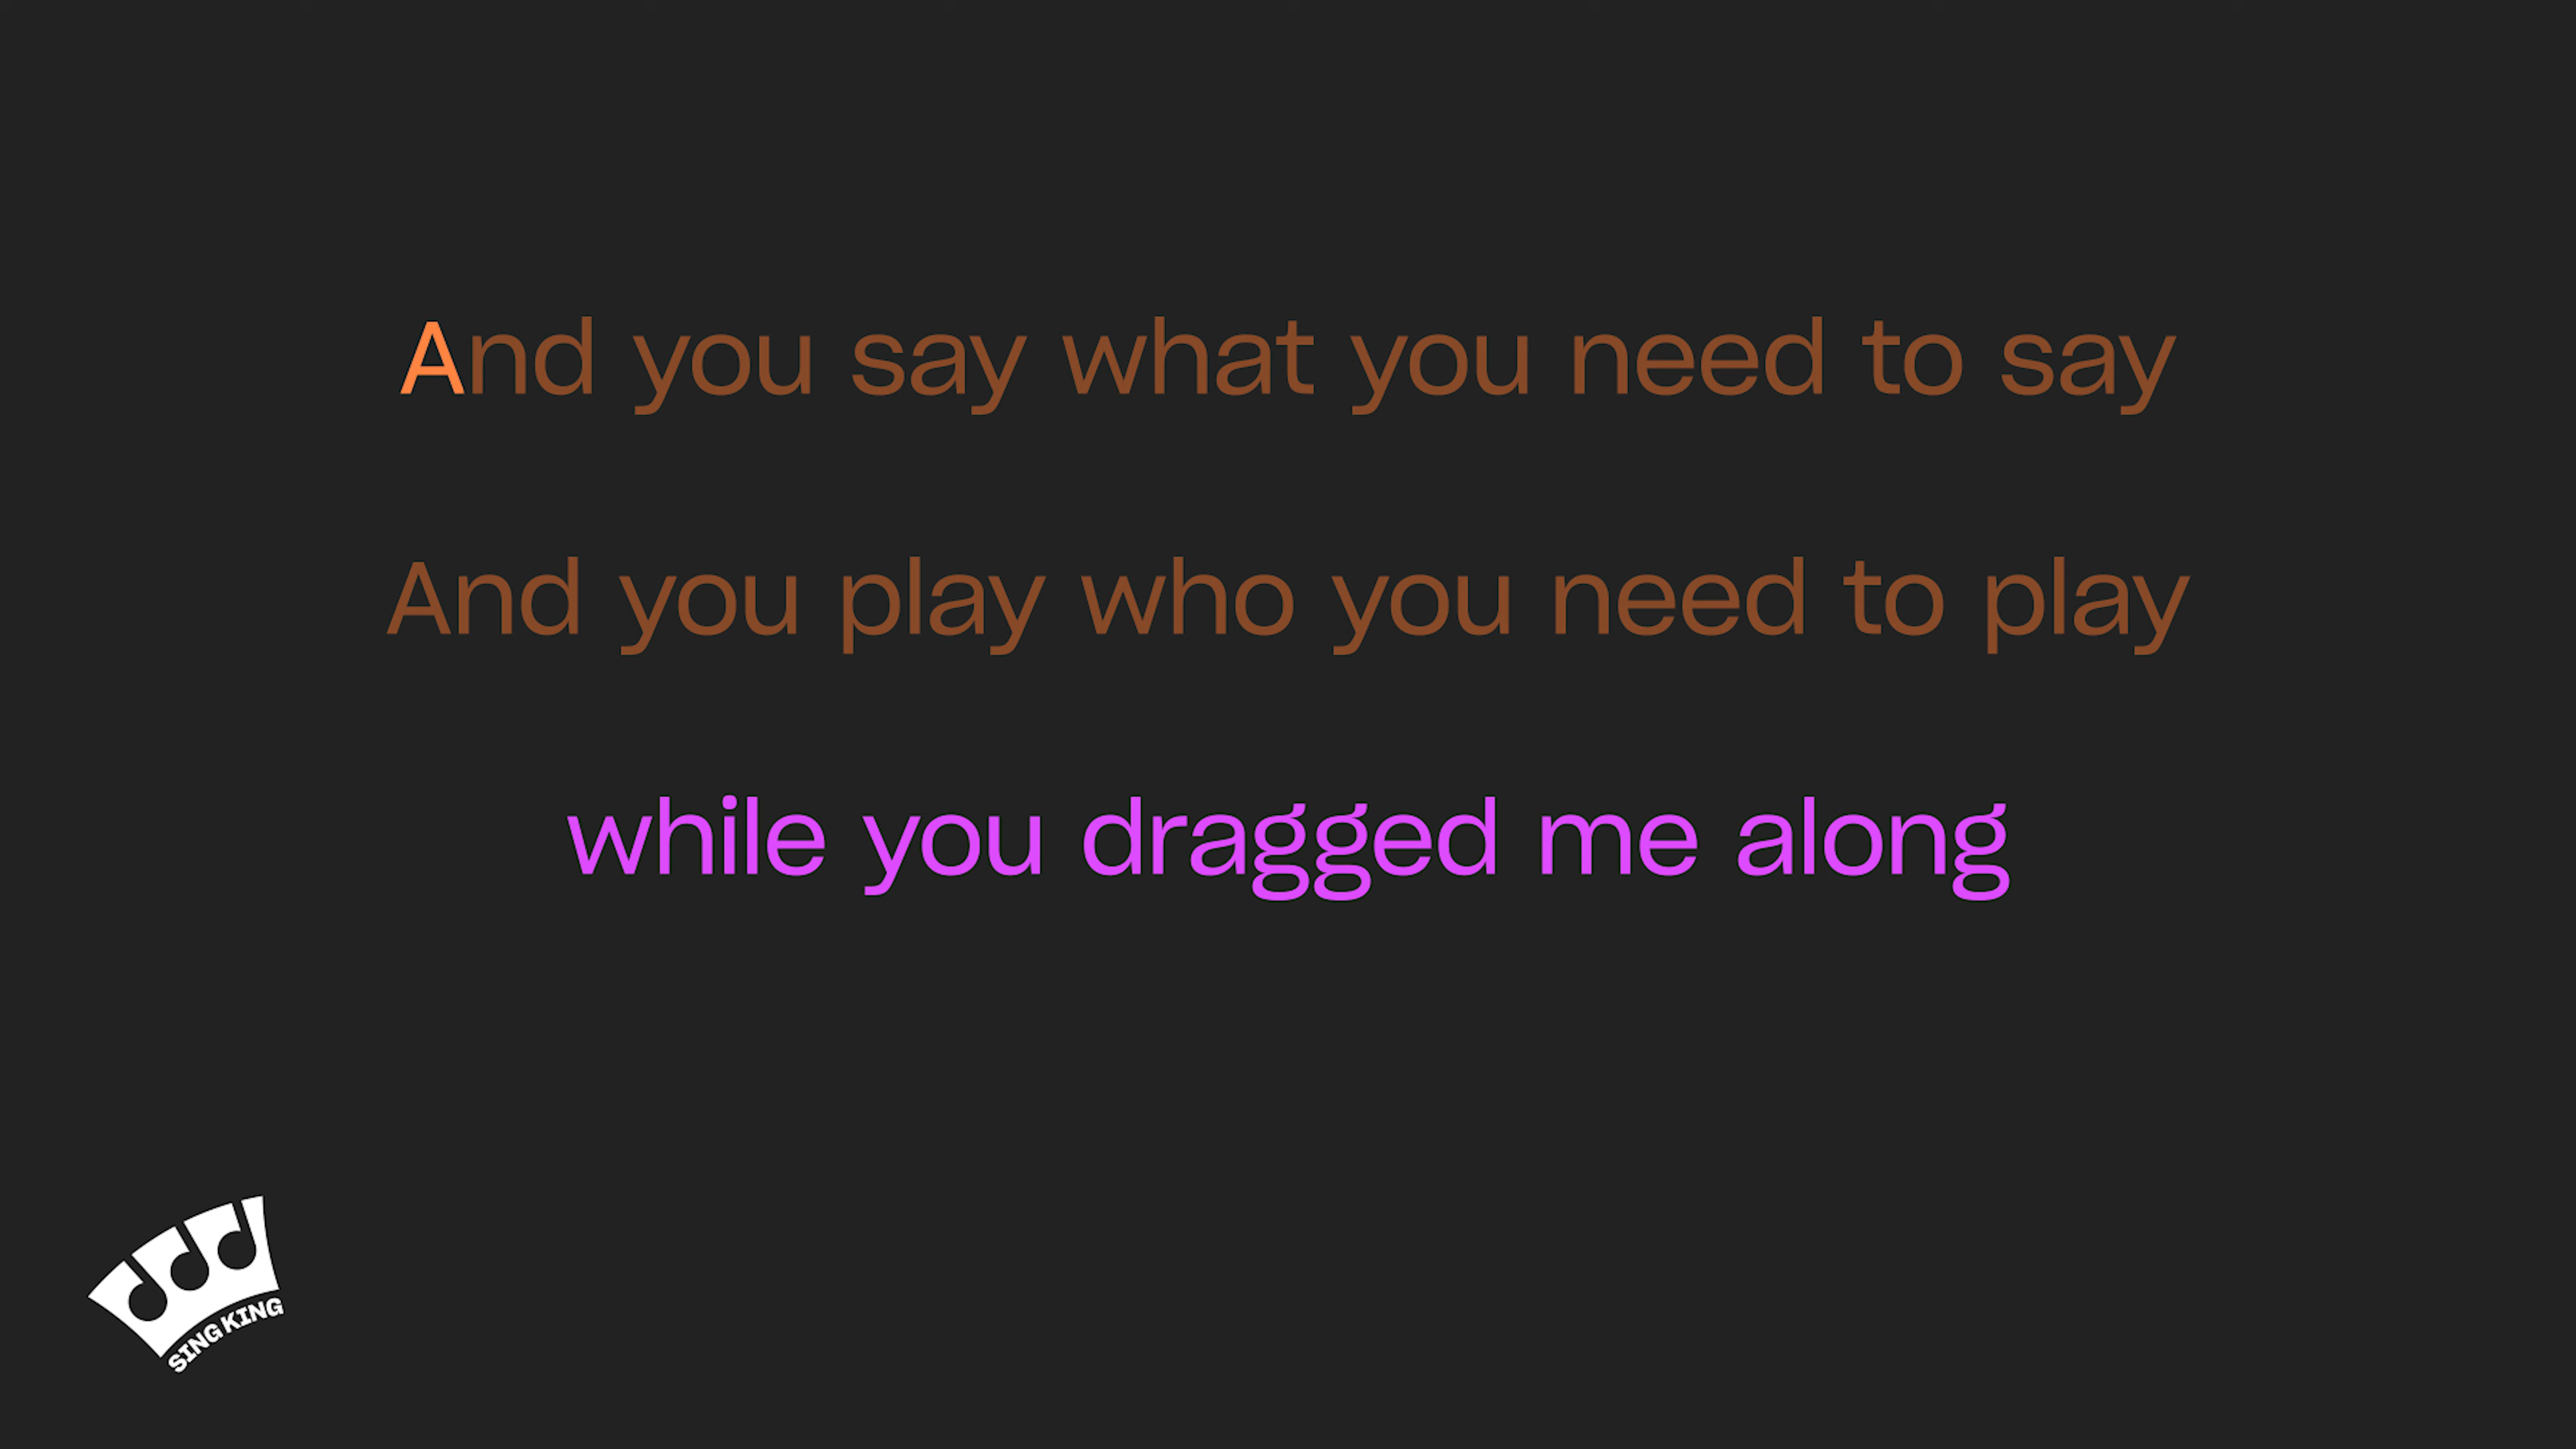 And you say what you need to say
And you play who you need to play
while you dragged me along
SING KING